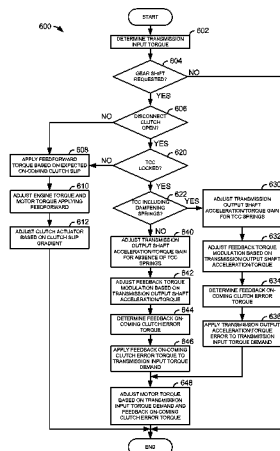 600
START
602
DETERMINE TRANSMISSION
INPUT TORQUE
604
GEAR SHIFT
REQUESTED?
NO
YES
606
DISCONNECT
CLUTCH
OPEN?
NO
YES
608
APPLY FEEDFORWARD
TORQUE BASED ON EXPECTED
ON-COMING CLUTCH SLIP
610
ADJUST ENGINE TORQUE AND
MOTOR TORQUE APPLYING
FEEDFORWARD
612
ADJUST CLUTCH ACTUATOR
BASED ON CLUTCH SLIP
GRADIENT
620
TCC
LOCKED?
NO
YES
622
TCC INCLUDING
DAMPENING
SPRINGS?
YES
NO
640
ADJUST TRANSMISSION
OUTPUT SHAFT
ACCELERATION/TORQUE GAIN
FOR ABSENCE OF TCC
SPRINGS
642
ADJUST FEEDBACK TORQUE
MODULATION BASED ON
TRANSMISSION OUTPUT SHAFT
ACCELERATION/TORQUE
644
DETERMINE FEEDBACK ON-
COMING CLUTCH ERROR
TORQUE
646
APPLY FEEDBACK ON-COMING
CLUTCH ERROR TORQUE TO
TRANSMISSION INPUT TORQUE
DEMAND
648
ADJUST MOTOR TORQUE
BASED ON TRANSMISSION
INPUT TORQUE DEMAND AND
FEEDBACK ON-COMING
CLUTCH ERROR TORQUE
630
ADJUST TRANSMISSION
OUTPUT SHAFT
ACCELERATION/TORQUE GAIN
FOR TCC SPRINGS
632
ADJUST FEEDBACK TORQUE
MODULATION BASED ON
TRANSMISSION OUTPUT SHAFT
ACCELERATION/TORQUE
634
DETERMINE FEEDBACK ON-
COMING CLUTCH ERROR
TORQUE
636
APPLY TRANSMISSION OUTPUT
ACCELERATION/TORQUE
ERROR TO TRANSMISSION
INPUT TORQUE DEMAND
END